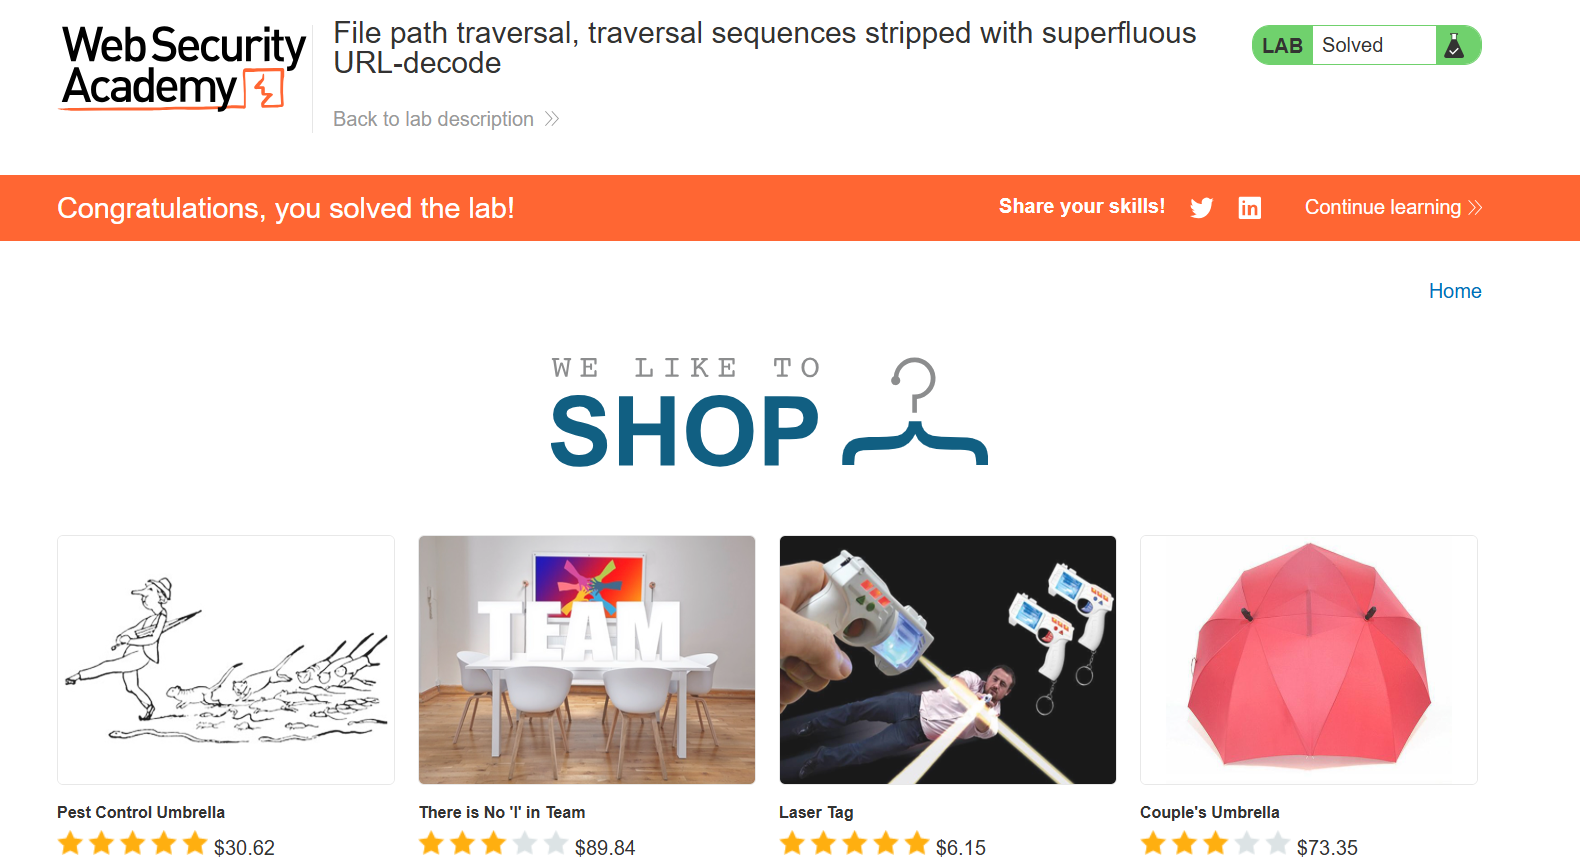 Web Security
Academy
File path traversal, traversal sequences stripped with superfluous
URL-decode
Back to lab description
LAB Solved
Congratulations, you solved the lab!
Share your skills!
Continue learning
Home
WE LIKE TO
SHOP
TEAM
Pest Control Umbrella
$30.62
There is No 'I' in Team
$89.84
Laser Tag
$6.15
Couple's Umbrella
$73.35